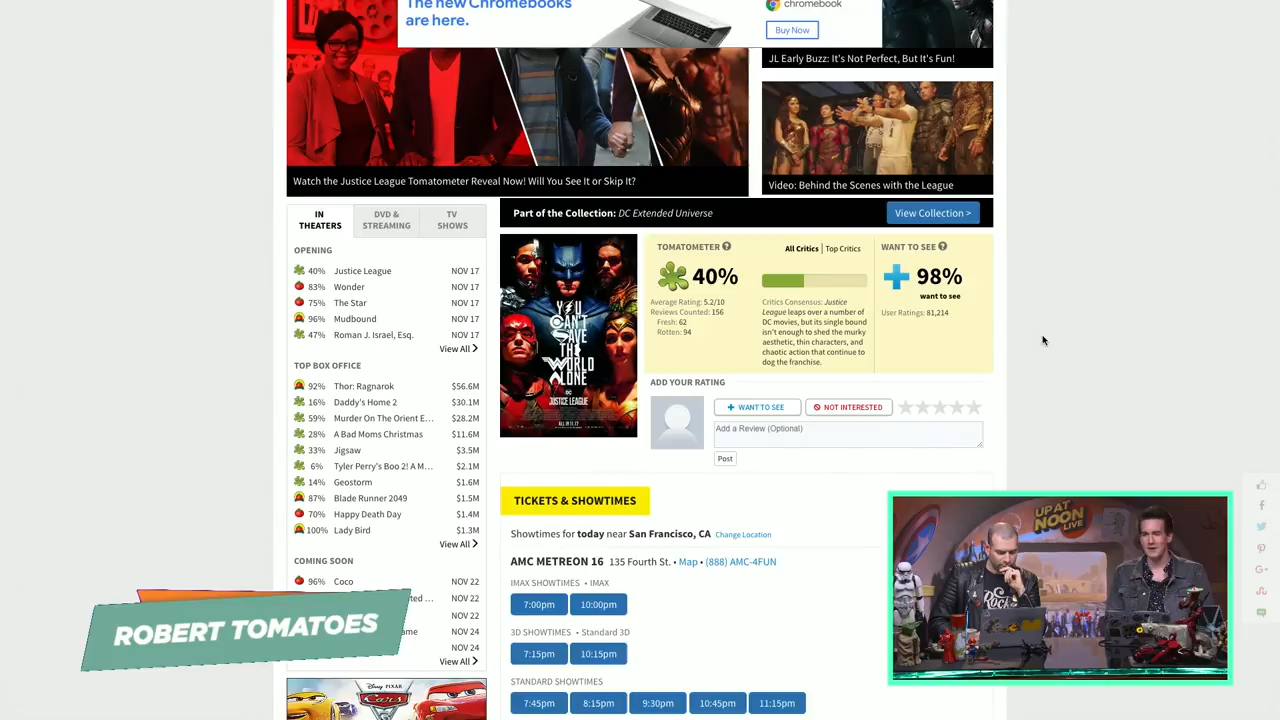 The new Chromebooks
are here.
chromebook
Buy Now
JL Early Buzz: It's Not Perfect, But It's Fun!
Watch the Justice League Tomatometer Reveal Now! Will You See It or Skip It?
Video: Behind the Scenes with the League
IN THEATERS
DVD & STREAMING
TV SHOWS
OPENING
40% Justice League NOV 17
83% Wonder NOV 17
75% The Star NOV 17
96% Mudbound NOV 17
47% Roman J. Israel, Esq. NOV 17
View All
TOP BOX OFFICE
92% Thor: Ragnarok $56.6M
16% Daddy's Home 2 $30.1M
59% Murder On The Orient E... $28.2M
28% A Bad Moms Christmas $11.6M
33% Jigsaw $3.5M
6% Tyler Perry's Boo 2! A M... $2.1M
14% Geostorm $1.6M
87% Blade Runner 2049 $1.5M
70% Happy Death Day $1.4M
100% Lady Bird $1.3M
View All
COMING SOON
96% Coco NOV 22
NOV 22
NOV 22
NOV 24
NOV 24
View All >
Disney PIXAR
Cars
Part of the Collection: DC Extended Universe
View Collection >
YOU
CAN'T
SAVE
THE
WORLD
ALONE
JUSTICE LEAGUE
TOMATOMETER
All Critics | Top Critics
40%
Average Rating: 5.2/10
Reviews Counted: 156
Fresh: 62
Rotten: 94
Critics Consensus: Justice
League leaps over a number of
DC movies, but its single bound
isn't enough to shed the murky
aesthetic, thin characters, and
chaotic action that continue to
dog the franchise.
WANT TO SEE
98%
want to see
User Ratings: 81,214
ADD YOUR RATING
WANT TO SEE
NOT INTERESTED
Add a Review (Optional)
Post
TICKETS & SHOWTIMES
Showtimes for today near San Francisco, CA Change Location
AMC METREON 16 135 Fourth St. • Map • (888) AMC-4FUN
IMAX SHOWTIMES • IMAX
7:00pm 10:00pm
3D SHOWTIMES • Standard 3D
7:15pm 10:15pm
STANDARD SHOWTIMES
7:45pm 8:15pm 9:30pm 10:45pm 11:15pm
ROBERT TOMATOES
UP AT
NOON
LIVE